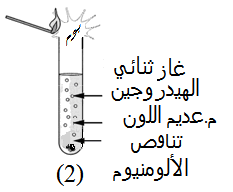 غاز ثنائي
الهيدروجين
م.عديم اللون
تناقص
الألومنيوم
(2)